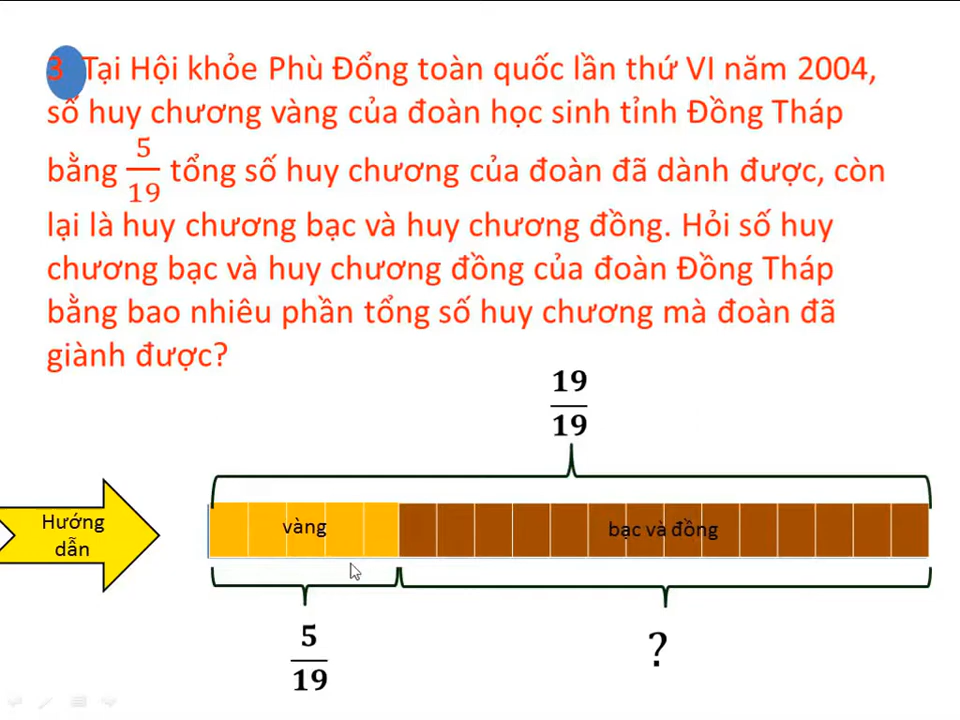 3 Tại Hội khỏe Phù Đổng toàn quốc lần thứ VI năm 2004,
số huy chương vàng của đoàn học sinh tỉnh Đồng Tháp
bằng 5/19 tổng số huy chương của đoàn đã dành được, còn
lại là huy chương bạc và huy chương đồng. Hỏi số huy
chương bạc và huy chương đồng của đoàn Đồng Tháp
bằng bao nhiêu phần tổng số huy chương mà đoàn đã
giành được?
19/19
Hướng
dẫn
vàng
bạc và đồng
5/19
?